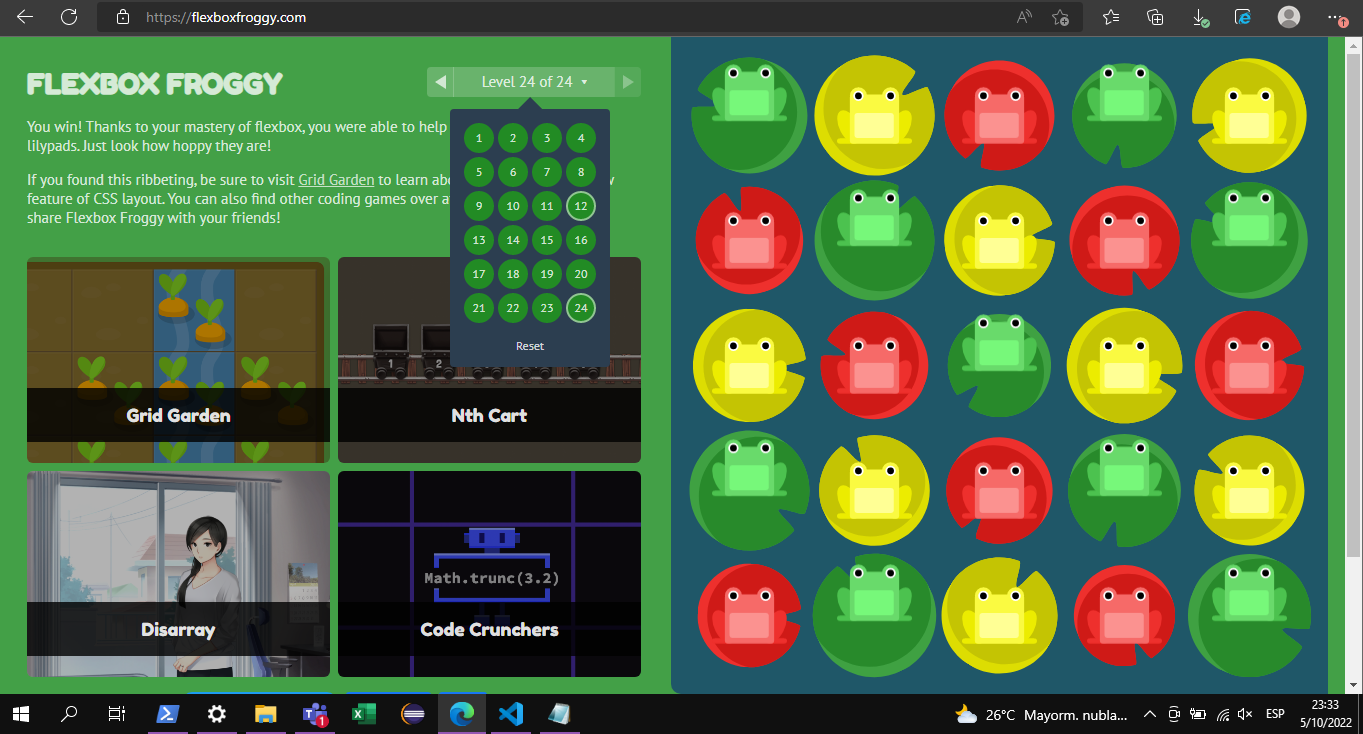 https://flexboxfroggy.com
FLEXBOX FROGGY
Level 24 of 24
You win! Thanks to your mastery of flexbox, you were able to help
lilypads. Just look how hoppy they are!
If you found this ribbeting, be sure to visit Grid Garden to learn
feature of CSS layout. You can also find other coding games over
share Flexbox Froggy with your friends!
1 2 3 4
5 6 7 8
9 10 11 12
13 14 15 16
17 18 19 20
21 22 23 24
Reset
1 2
Grid Garden
Nth Cart
Math.trunc(3.2)
Disarray
Code Crunchers
1
26°C Mayorm. nubla...
ESP
23:33
5/10/2022